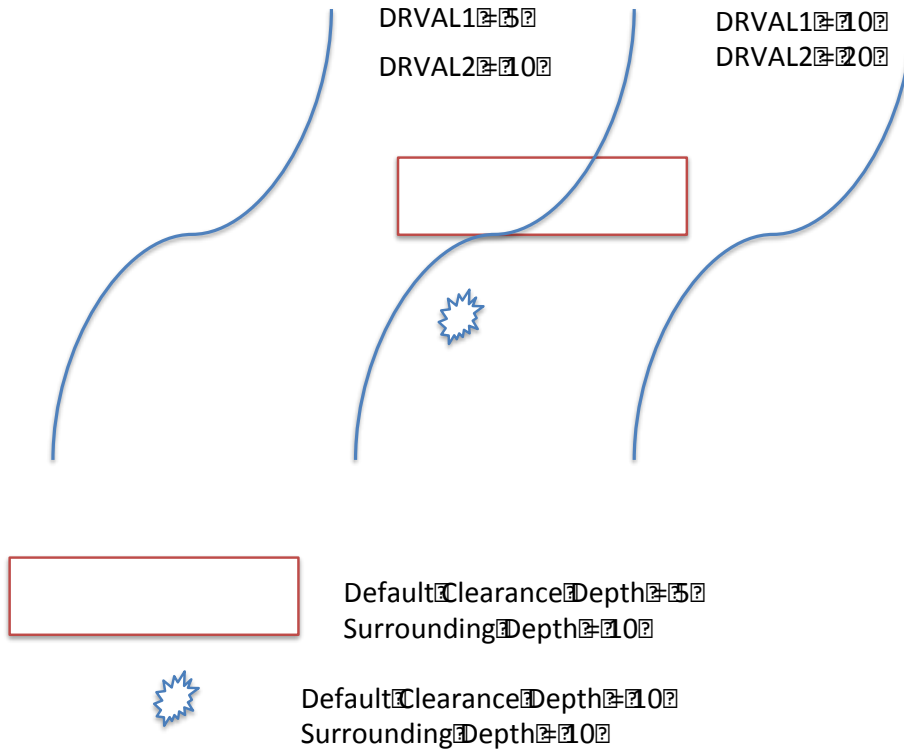 DRVAL1 = 5
DRVAL2 = 10
DRVAL1 = 10
DRVAL2 = 20
Default Clearance Depth = 5
Surrounding Depth = 10
Default Clearance Depth = 10
Surrounding Depth = 10